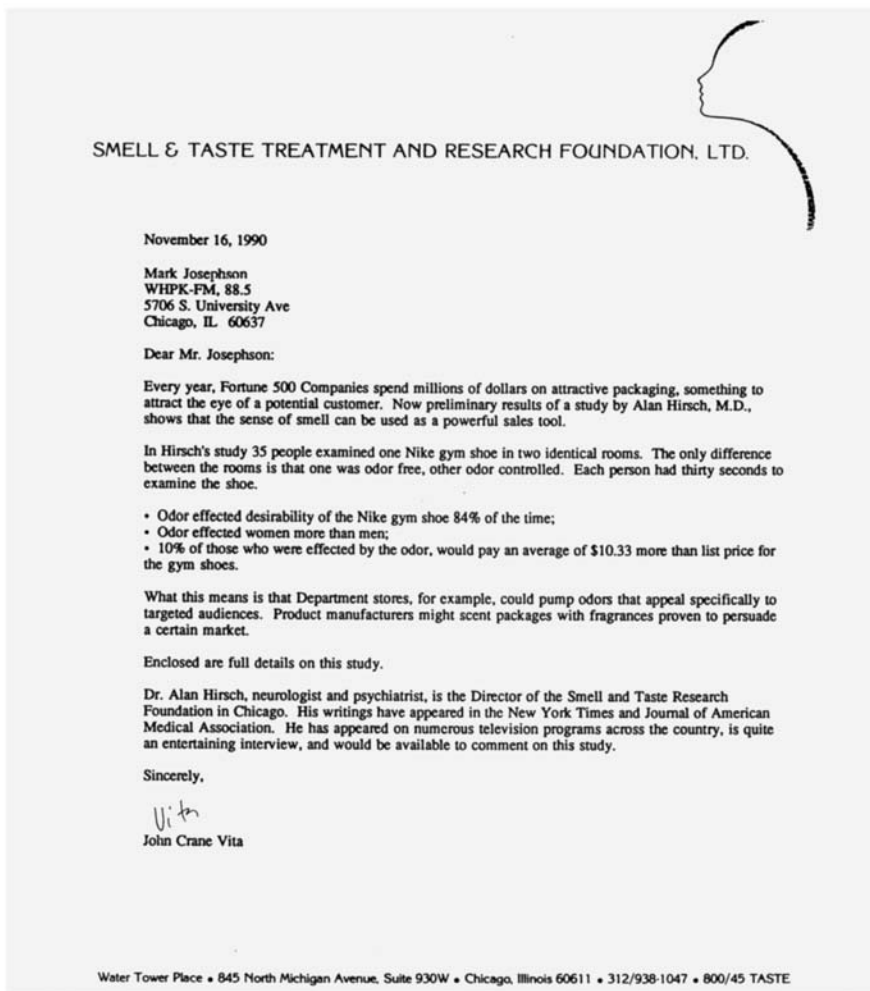 SMELL & TASTE TREATMENT AND RESEARCH FOUNDATION, LTD.
November 16, 1990
Mark Josephson
WHPK-FM, 88.5
5706 S. University Ave
Chicago, IL 60637
Dear Mr. Josephson:
Every year, Fortune 500 Companies spend millions of dollars on attractive packaging, something to
attract the eye of a potential customer. Now preliminary results of a study by Alan Hirsch, M.D.,
shows that the sense of smell can be used as a powerful sales tool.
In Hirsch's study 35 people examined one Nike gym shoe in two identical rooms. The only difference
between the rooms is that one was odor free, other odor controlled. Each person had thirty seconds to
examine the shoe.
• Odor effected desirability of the Nike gym shoe 84% of the time;
• Odor effected women more than men;
• 10% of those who were effected by the odor, would pay an average of $10.33 more than list price for
the gym shoes.
What this means is that Department stores, for example, could pump odors that appeal specifically to
targeted audiences. Product manufacturers might scent packages with fragrances proven to persuade
a certain market.
Enclosed are full details on this study.
Dr. Alan Hirsch, neurologist and psychiatrist, is the Director of the Smell and Taste Research
Foundation in Chicago. His writings have appeared in the New York Times and Journal of American
Medical Association. He has appeared on numerous television programs across the country, is quite
an entertaining interview, and would be available to comment on this study.
Sincerely,
Vita
John Crane Vita
Water Tower Place • 845 North Michigan Avenue, Suite 930W • Chicago, Illinois 60611 • 312/938-1047 • 800/45 TASTE